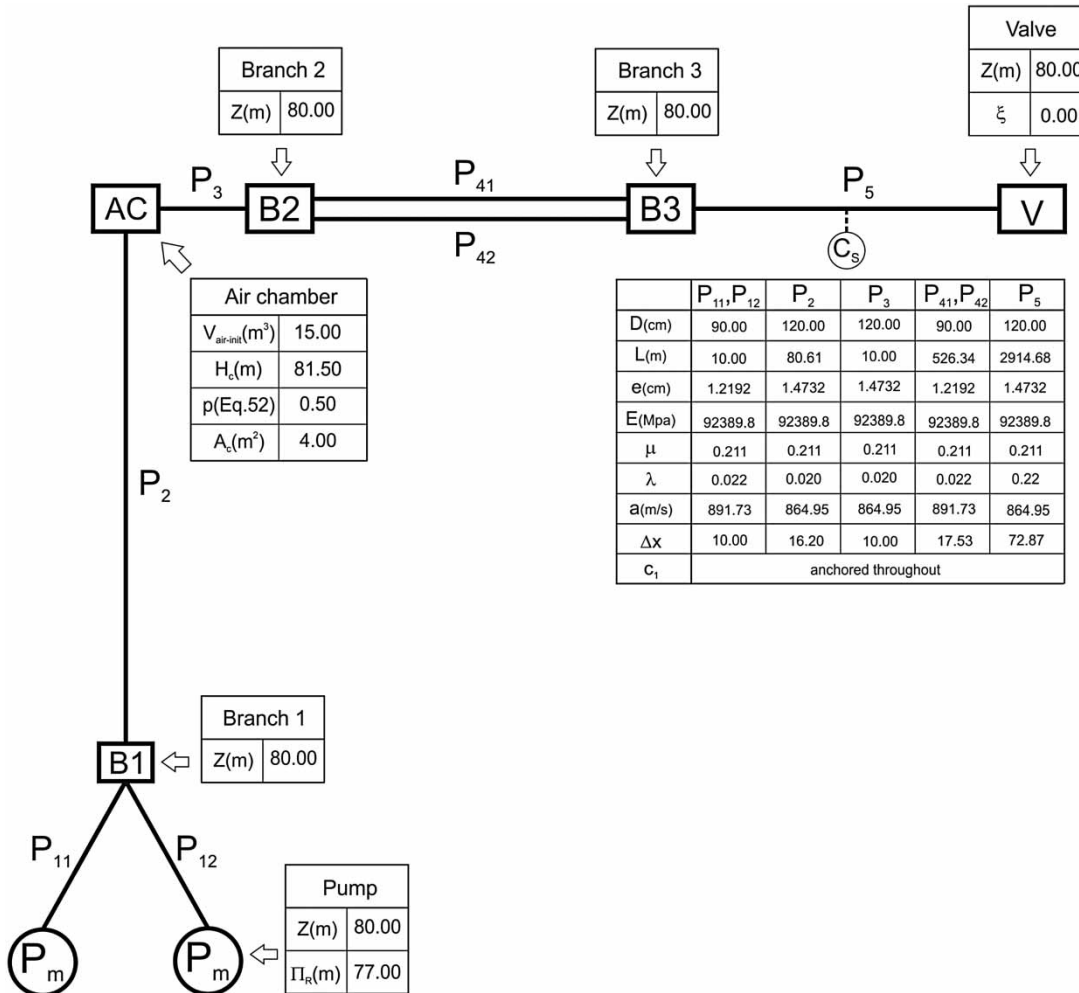 Valve
Z(m) 80.00
ξ 0.00
Branch 2
Z(m) 80.00
Branch 3
Z(m) 80.00
P3
P41
P5
AC
B2
B3
V
P42
Cs
Air chamber
Vair-init(m³) 15.00
Hc(m) 81.50
p(Eq.52) 0.50
Ac(m²) 4.00
P11,P12 P2 P3 P41,P42 P5
D(cm) 90.00 120.00 120.00 90.00 120.00
L(m) 10.00 80.61 10.00 526.34 2914.68
e(cm) 1.2192 1.4732 1.4732 1.2192 1.4732
E(Mpa) 92389.8 92389.8 92389.8 92389.8 92389.8
μ 0.211 0.211 0.211 0.211 0.211
λ 0.022 0.020 0.020 0.022 0.22
a(m/s) 891.73 864.95 864.95 891.73 864.95
Δx 10.00 16.20 10.00 17.53 72.87
c1 anchored throughout
P2
Branch 1
Z(m) 80.00
B1
P11
P12
Pm
Pm
Pump
Z(m) 80.00
ΠR(m) 77.00